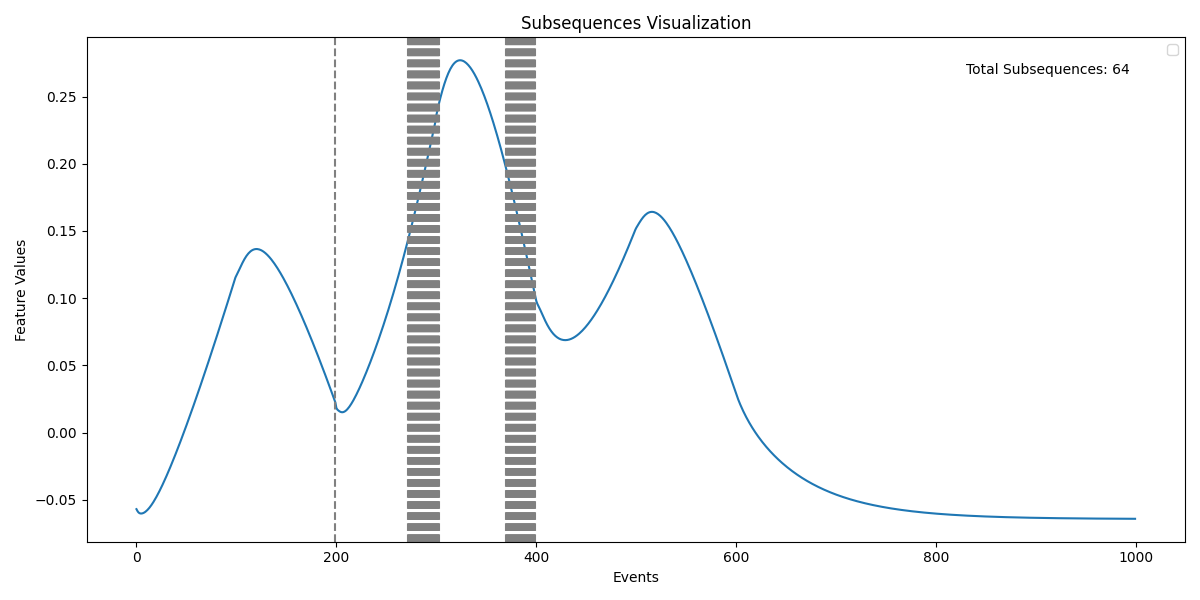 Subsequences Visualization
Total Subsequences: 64
Feature Values
0.25
0.20
0.15
0.10
0.05
0.00
−0.05
0 200 400 600 800 1000
Events